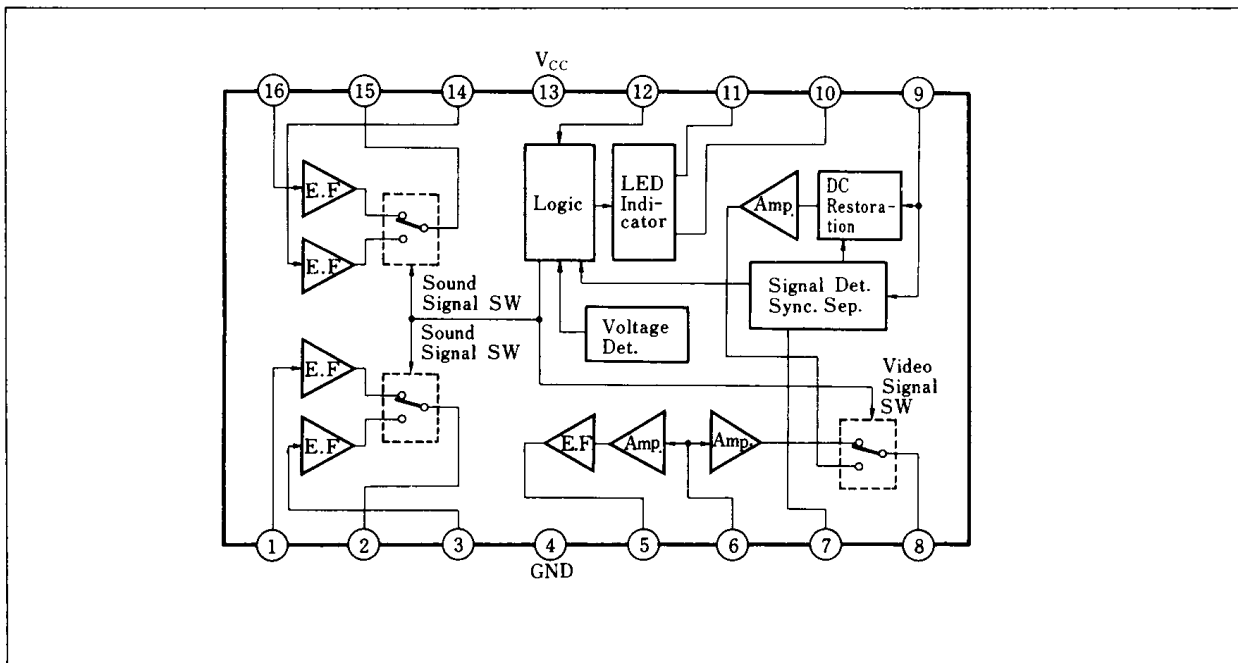 V_CC
16 15 14 13 12 11 10 9
E.F
E.F
Logic
LED
Indi-
cator
Amp.
DC
Restora-
tion
Sound
Signal SW
Sound
Signal SW
Voltage
Det.
Signal Det.
Sync. Sep.
E.F
E.F
Video
Signal
SW
E.F Amp. Amp.
1 2 3 4 5 6 7 8
GND